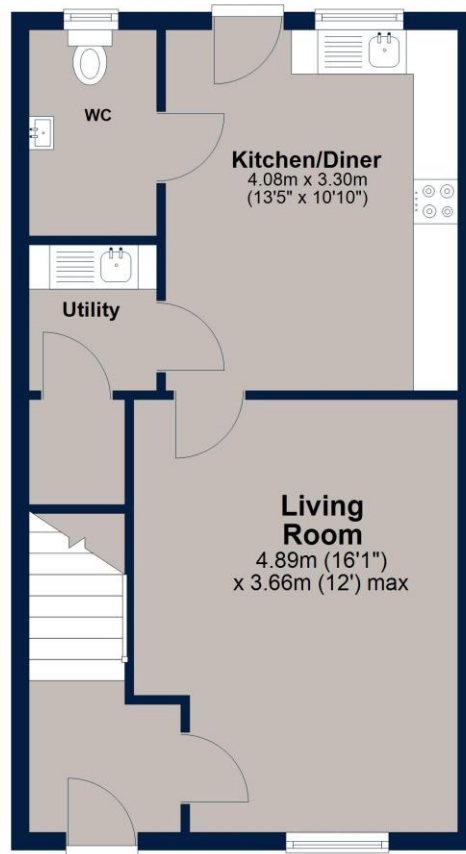 WC
Kitchen/Diner
4.08m x 3.30m
(13'5" x 10'10")
Utility
Living
Room
4.89m (16'1")
x 3.66m (12') max